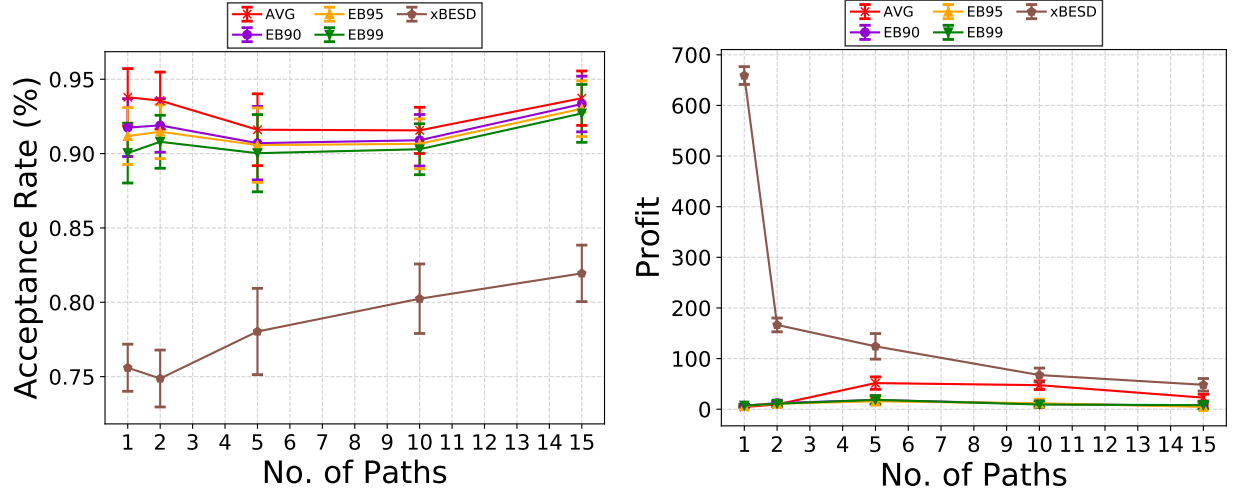 AVG EB95 xBESD
EB90 EB99
Acceptance Rate (%)
0.95
0.90
0.85
0.80
0.75
1 2 3 4 5 6 7 8 9 10 11 12 13 14 15
No. of Paths
AVG EB95 xBESD
EB90 EB99
Profit
700
600
500
400
300
200
100
0
1 2 3 4 5 6 7 8 9 10 11 12 13 14 15
No. of Paths